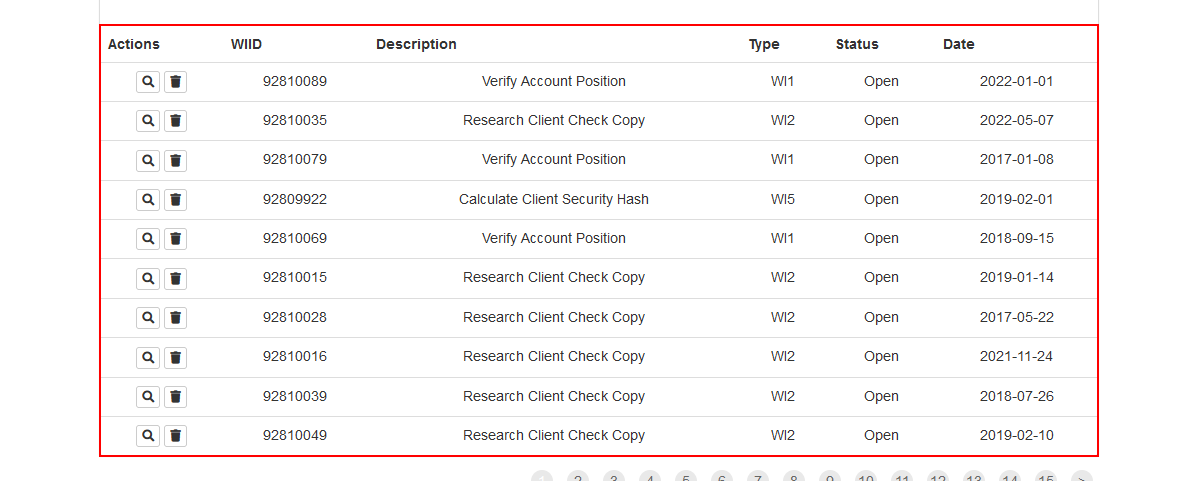 Actions WIID Description Type Status Date
92810089 Verify Account Position WI1 Open 2022-01-01
92810035 Research Client Check Copy WI2 Open 2022-05-07
92810079 Verify Account Position WI1 Open 2017-01-08
92809922 Calculate Client Security Hash WI5 Open 2019-02-01
92810069 Verify Account Position WI1 Open 2018-09-15
92810015 Research Client Check Copy WI2 Open 2019-01-14
92810028 Research Client Check Copy WI2 Open 2017-05-22
92810016 Research Client Check Copy WI2 Open 2021-11-24
92810039 Research Client Check Copy WI2 Open 2018-07-26
92810049 Research Client Check Copy WI2 Open 2019-02-10
1 2 3 4 5 6 7 8 9 10 11 12 13 14 15 >